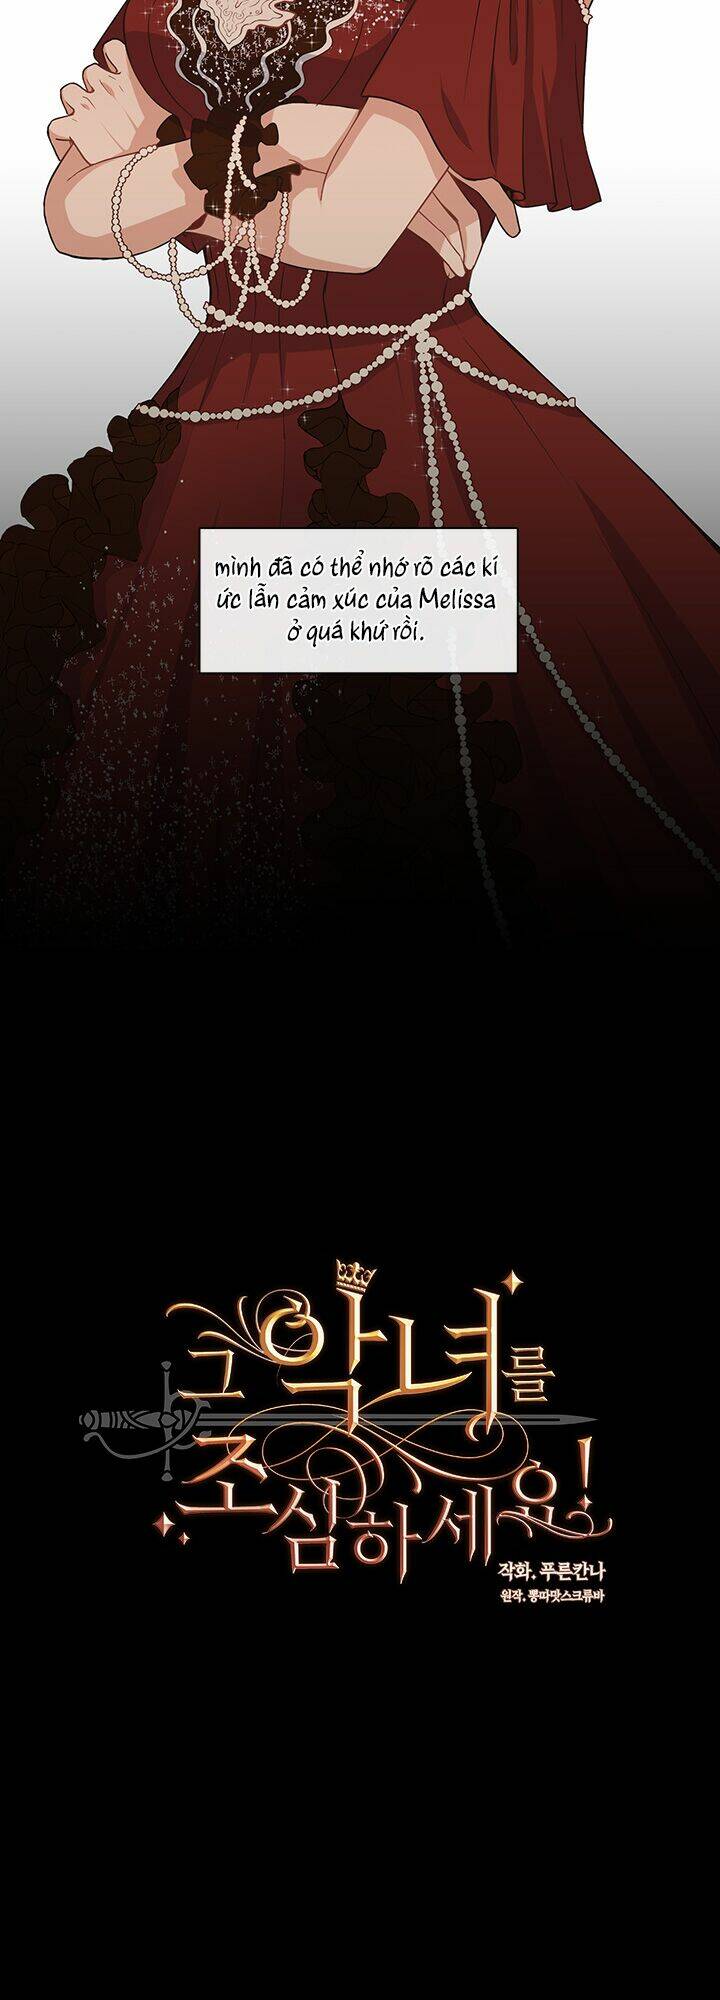 mình đã có thể nhớ rõ các kí
ức lẫn cảm xúc của Melissa
ở quá khứ rồi.
그 악녀를
조심하세요!
작화. 푸른칸나
원작. 뽕따맛스크류바